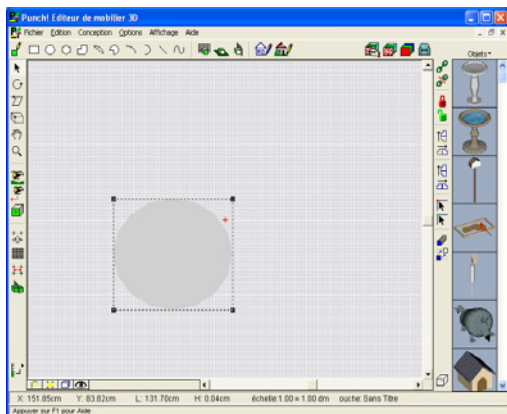 Punch! Editeur de mobilier 3D
Fichier Edition Conception Options Affichage Aide
Objets
X: 151.85cm Y: 83.82cm L: 131.70cm H: 0.04cm échelle:1.00 = 1.00 dm ouche: Sans Titre
Appuyer sur F1 pour Aide